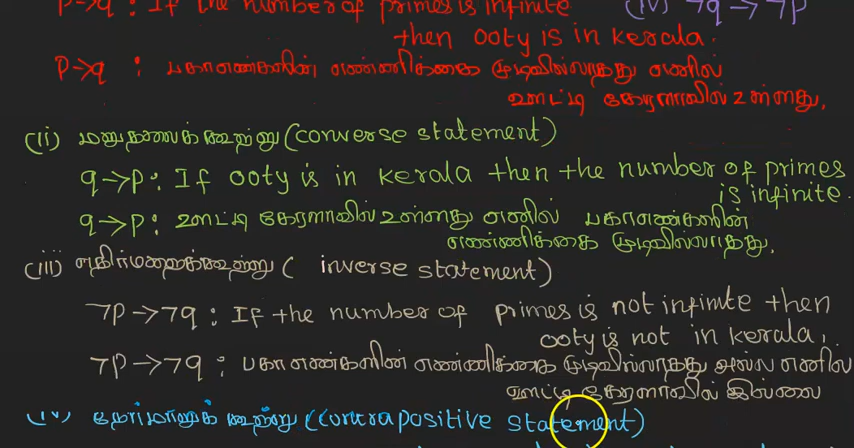 P→q : If the number of primes is infinite (iv) ¬q → ¬p
then ooty is in kerala.
P→q : பகா எண்களின் எண்ணிக்கை முடிவில்லாதது எனில்
ஊட்டி கேரளாவில் உள்ளது.
(ii) மறுதலைக் கூற்று (converse statement)
q→p: If ooty is in kerala then the number of primes
is infinite.
q→p: ஊட்டி கேரளாவில் உள்ளது எனில் பகா எண்களின்
எண்ணிக்கை முடிவில்லாதது.
(iii) எதிர்மறைக் கூற்று ( inverse statement)
¬p→¬q : If the number of primes is not infinite then
ooty is not in kerala.
¬p→¬q : பகா எண்களின் எண்ணிக்கை முடிவில்லாதது அல்ல எனில்
ஊட்டி கேரளாவில் இல்லை
(iv) நேர்மாறுக் கூற்று (contrapositive statement)